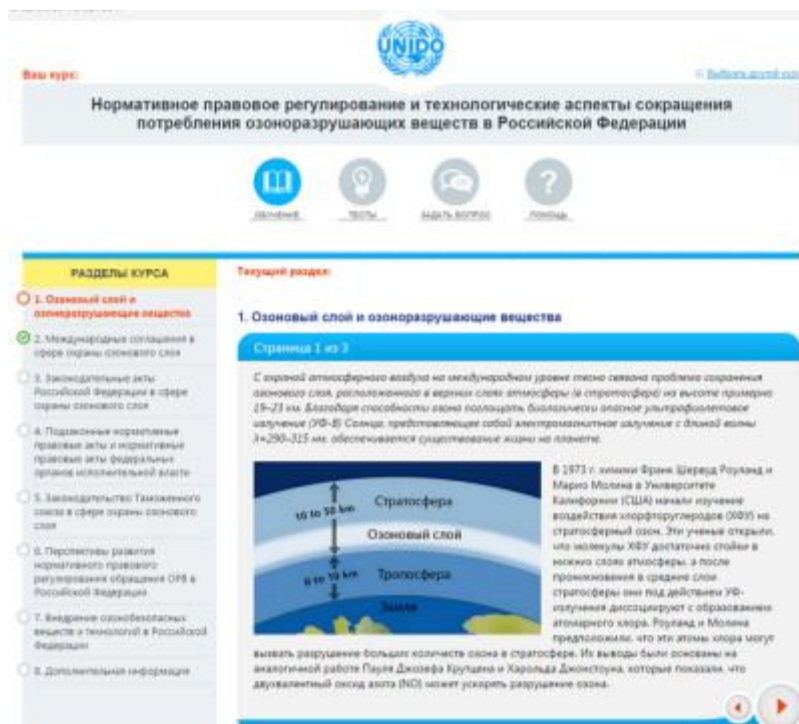 UNIDO
Ваш курс:
Выбрать другой курс
Нормативное правовое регулирование и технологические аспекты сокращения
потребления озоноразрушающих веществ в Российской Федерации
ОБУЧЕНИЕ
ТЕСТЫ
ЗАДАТЬ ВОПРОС
ПОМОЩЬ
РАЗДЕЛЫ КУРСА
1. Озоновый слой и
озоноразрушающие вещества
2. Международные соглашения в
сфере охраны озонового слоя
3. Законодательные акты
Российской Федерации в сфере
охраны озонового слоя
4. Подзаконные нормативные
правовые акты и нормативные
правовые акты федеральных
органов исполнительной власти
5. Законодательство Таможенного
союза в сфере охраны озонового
слоя
6. Перспективы развития
нормативного правового
регулирования обращения ОРВ в
Российской Федерации
7. Внедрение озонобезопасных
веществ и технологий в Российской
Федерации
8. Дополнительная информация
Текущий раздел:
1. Озоновый слой и озоноразрушающие вещества
Страница 1 из 3
С охраной атмосферного воздуха на международном уровне тесно связана проблема сохранения
озонового слоя, расположенного в верхних слоях атмосферы (в стратосфере) на высоте примерно
19–23 км. Благодаря способности озона поглощать биологически опасное ультрафиолетовое
излучение (УФ-В) Солнца, представляющее собой электромагнитное излучение с длиной волны
λ=290–315 нм, обеспечивается существование жизни на планете.
10 to 50 km
Стратосфера
Озоновый слой
0 to 10 km
Тропосфера
Земля
В 1973 г. химики Франк Шервуд Роуланд и
Марио Молина в Университете
Калифорнии (США) начали изучение
воздействия хлорфторуглеродов (ХФУ) на
стратосферный озон. Эти ученые открыли,
что молекулы ХФУ достаточно стойки в
нижних слоях атмосферы, а после
проникновения в средние слои
стратосферы они под действием УФ-
излучения диссоциируют с образованием
атомарного хлора. Роуланд и Молина
предположили, что эти атомы хлора могут
вызвать разрушение больших количеств озона в стратосфере. Их выводы были основаны на
аналогичной работе Пауля Джозефа Крутцена и Харольда Джонстоуна, которые показали, что
двухвалентный оксид азота (NO) может ускорять разрушение озона.